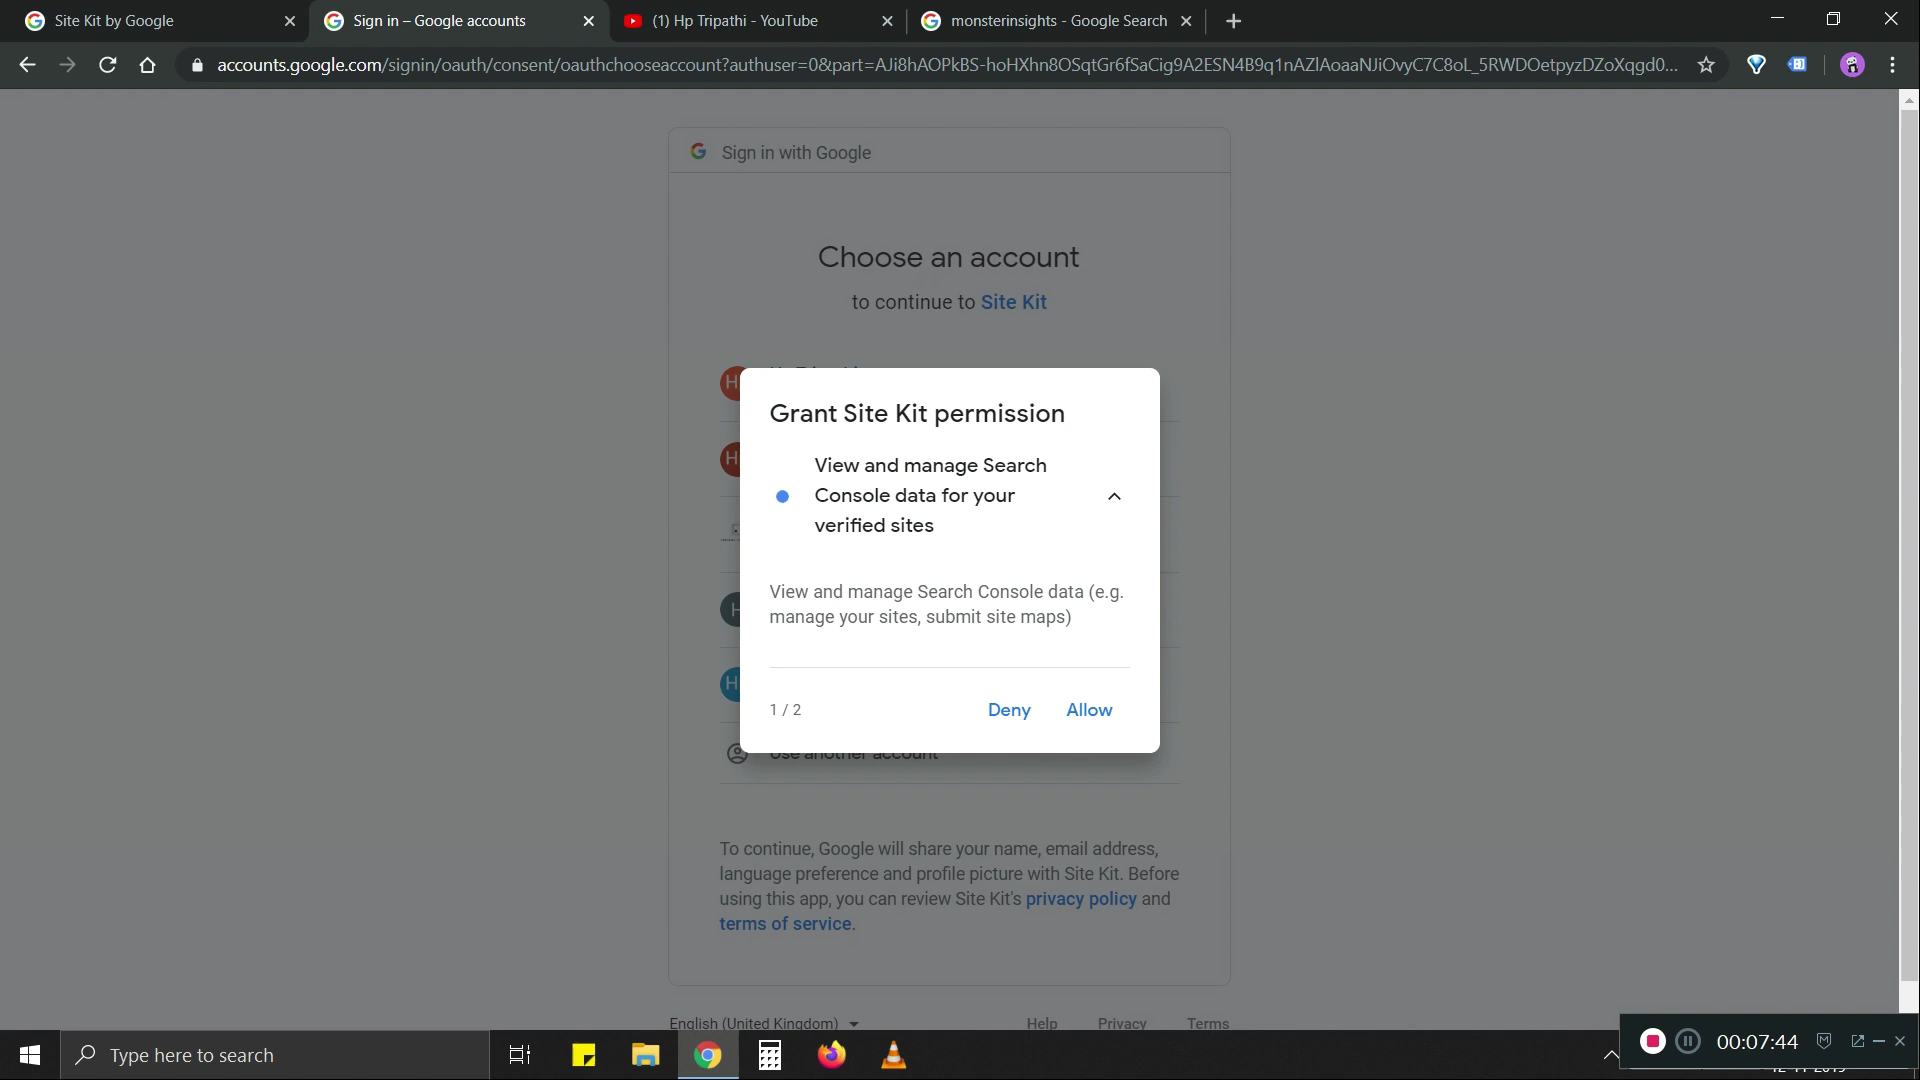 Site Kit by Google
Sign in – Google accounts
(1) Hp Tripathi - YouTube
monsterinsights - Google Search
accounts.google.com/signin/oauth/consent/oauthchooseaccount?authuser=0&part=AJi8hAOPkBS-hoHXhn8OSqtGr6fSaCig9A2ESN4B9q1nAZlAoaaNJiOvyC7C8oL_5RWDOetpyzDZoXqgd0...
Sign in with Google
Choose an account
to continue to Site Kit
H
H
H
H
Grant Site Kit permission
View and manage Search
Console data for your
verified sites
View and manage Search Console data (e.g.
manage your sites, submit site maps)
1 / 2
Deny
Allow
Use another account
To continue, Google will share your name, email address,
language preference and profile picture with Site Kit. Before
using this app, you can review Site Kit's privacy policy and
terms of service.
English (United Kingdom)
Help
Privacy
Terms
Type here to search
00:07:44